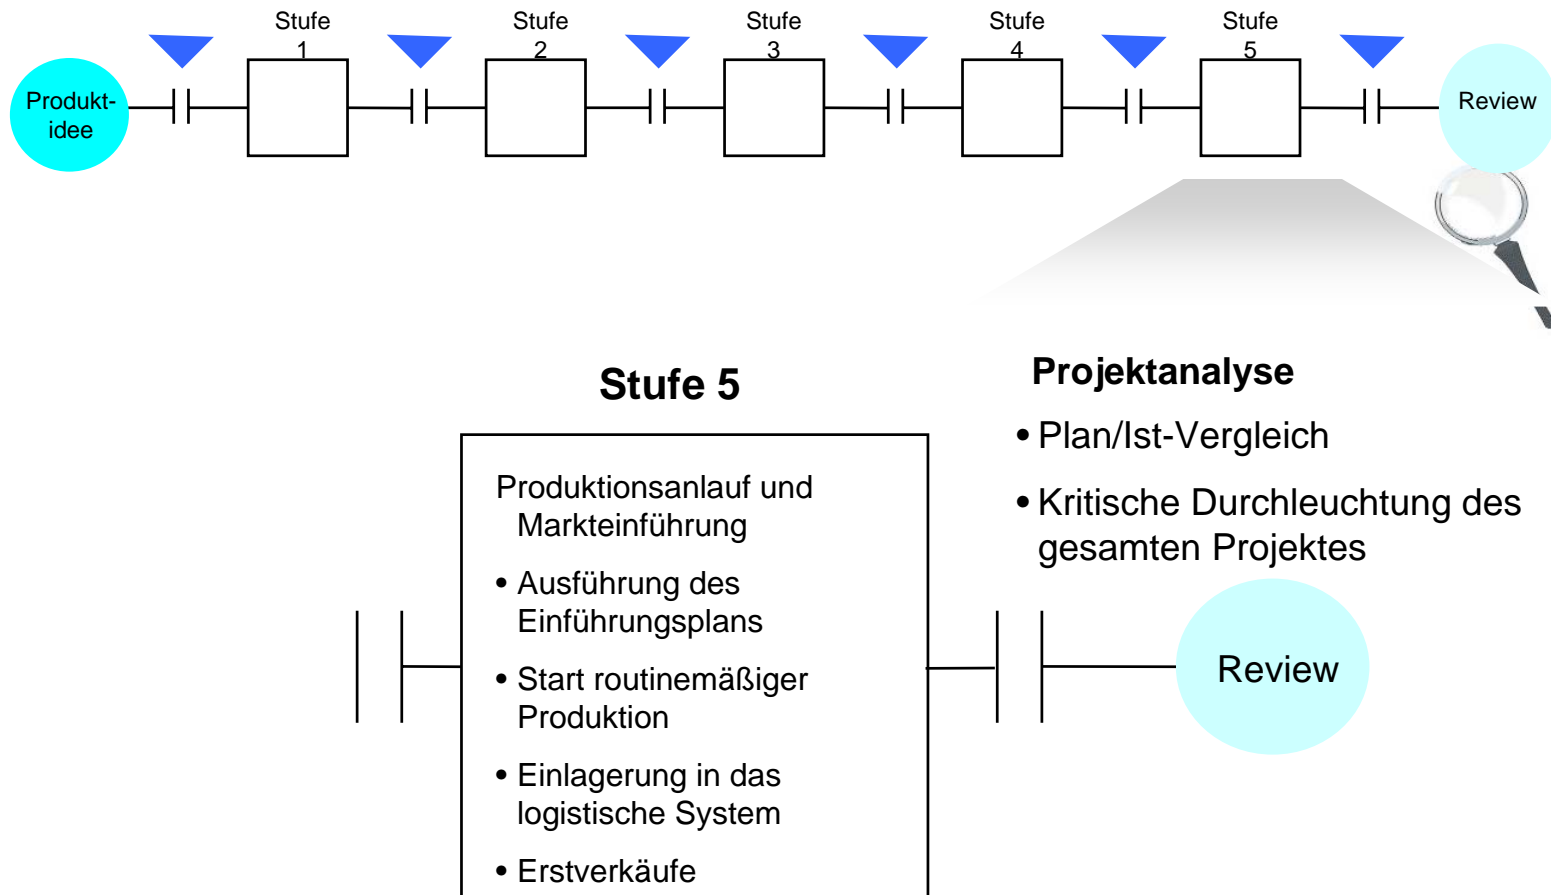 Stufe
1
Stufe
2
Stufe
3
Stufe
4
Stufe
5
Produkt-
idee
Review
Stufe 5
Produktionsanlauf und
Markteinführung
• Ausführung des
Einführungsplans
• Start routinemäßiger
Produktion
• Einlagerung in das
logistische System
• Erstverkäufe
Projektanalyse
• Plan/Ist-Vergleich
• Kritische Durchleuchtung des
gesamten Projektes
Review